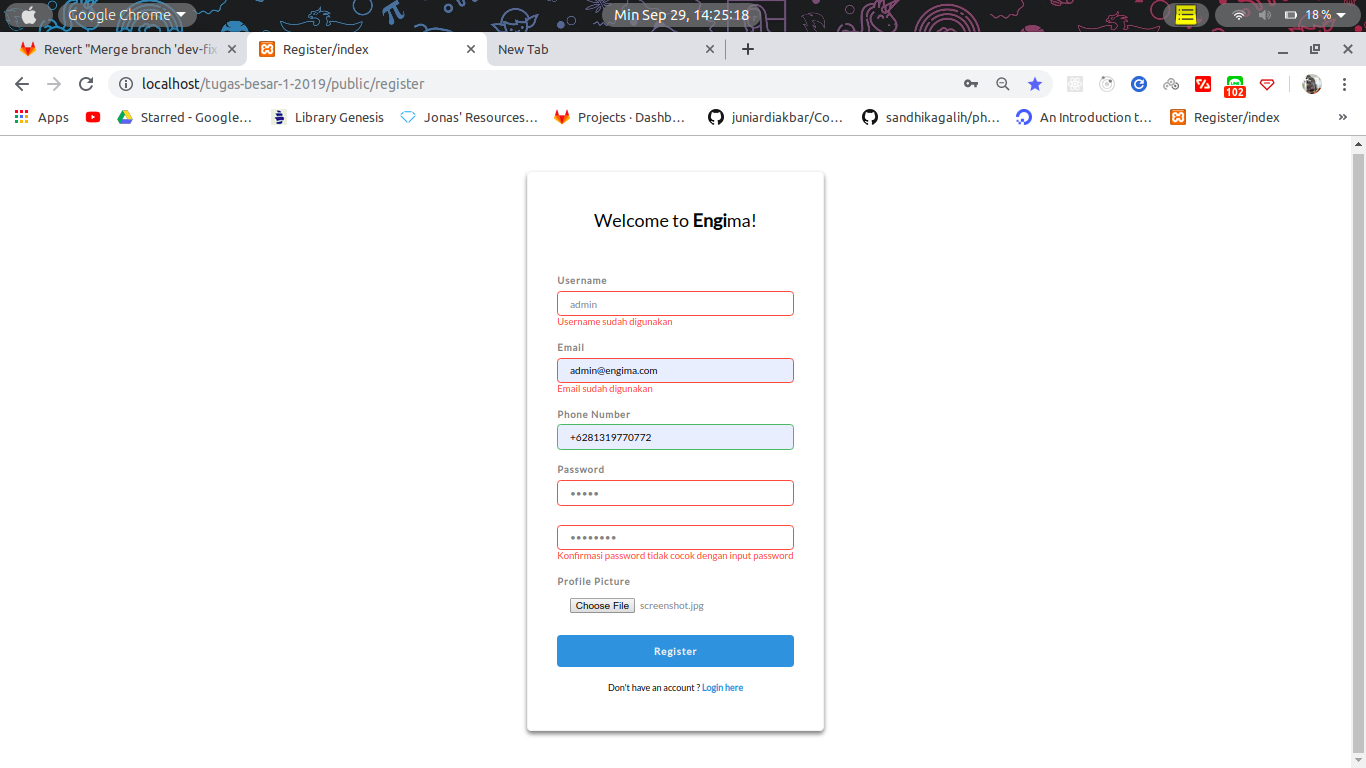 Google Chrome
Min Sep 29, 14:25:18
18 %
Revert "Merge branch 'dev-fix
Register/index
New Tab
localhost/tugas-besar-1-2019/public/register
102
Apps
Starred - Google...
Library Genesis
Jonas' Resources...
Projects · Dashb...
juniardiakbar/Co...
sandhikagalih/ph...
An Introduction t...
Register/index
»
Welcome to Engima!
Username
admin
Username sudah digunakan
Email
admin@engima.com
Email sudah digunakan
Phone Number
+6281319770772
Password
•••••
••••••••
Konfirmasi password tidak cocok dengan input password
Profile Picture
Choose File screenshot.jpg
Register
Don't have an account ? Login here